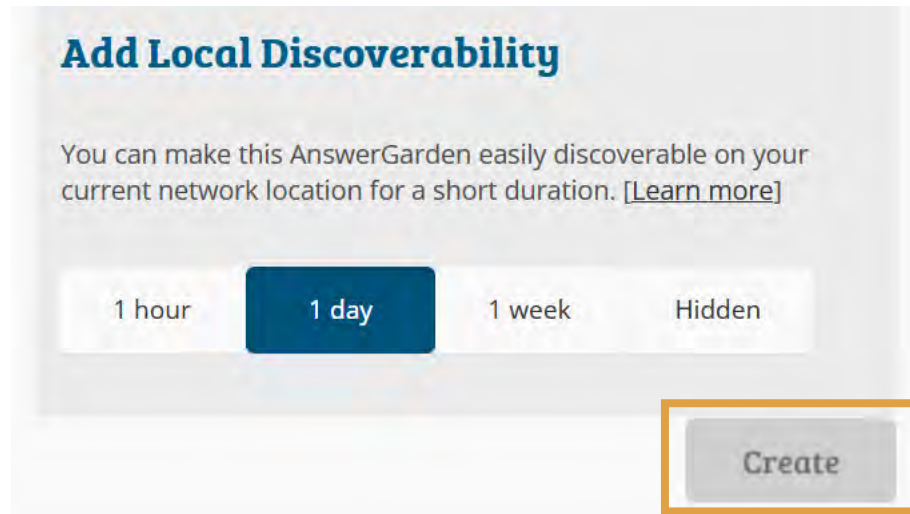 Add Local Discoverability
You can make this AnswerGarden easily discoverable on your
current network location for a short duration. [Learn more]
1 hour 1 day 1 week Hidden
Create